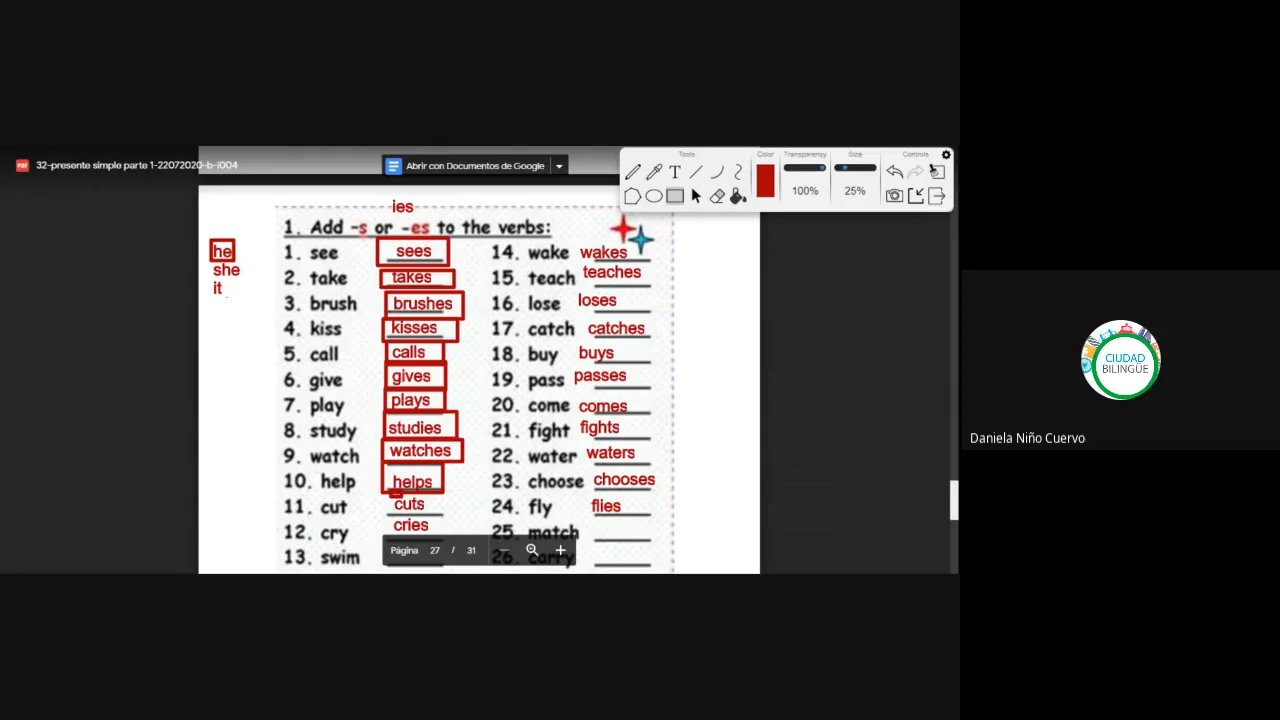 32-presente simple parte 1-22072020-b-i004
Abrir con Documentos de Google
Tools
Color
Transparency
Size
Controls
100%
25%
ies
1. Add -s or -es to the verbs:
he
she
it
1. see sees
2. take takes
3. brush brushes
4. kiss kisses
5. call calls
6. give gives
7. play plays
8. study studies
9. watch watches
10. help helps
11. cut cuts
12. cry cries
13. swim
14. wake wakes
15. teach teaches
16. lose loses
17. catch catches
18. buy buys
19. pass passes
20. come comes
21. fight fights
22. water waters
23. choose chooses
24. fly flies
25. match
26. carry
Página 27 / 31
CIUDAD
BILINGÜE
Daniela Niño Cuervo